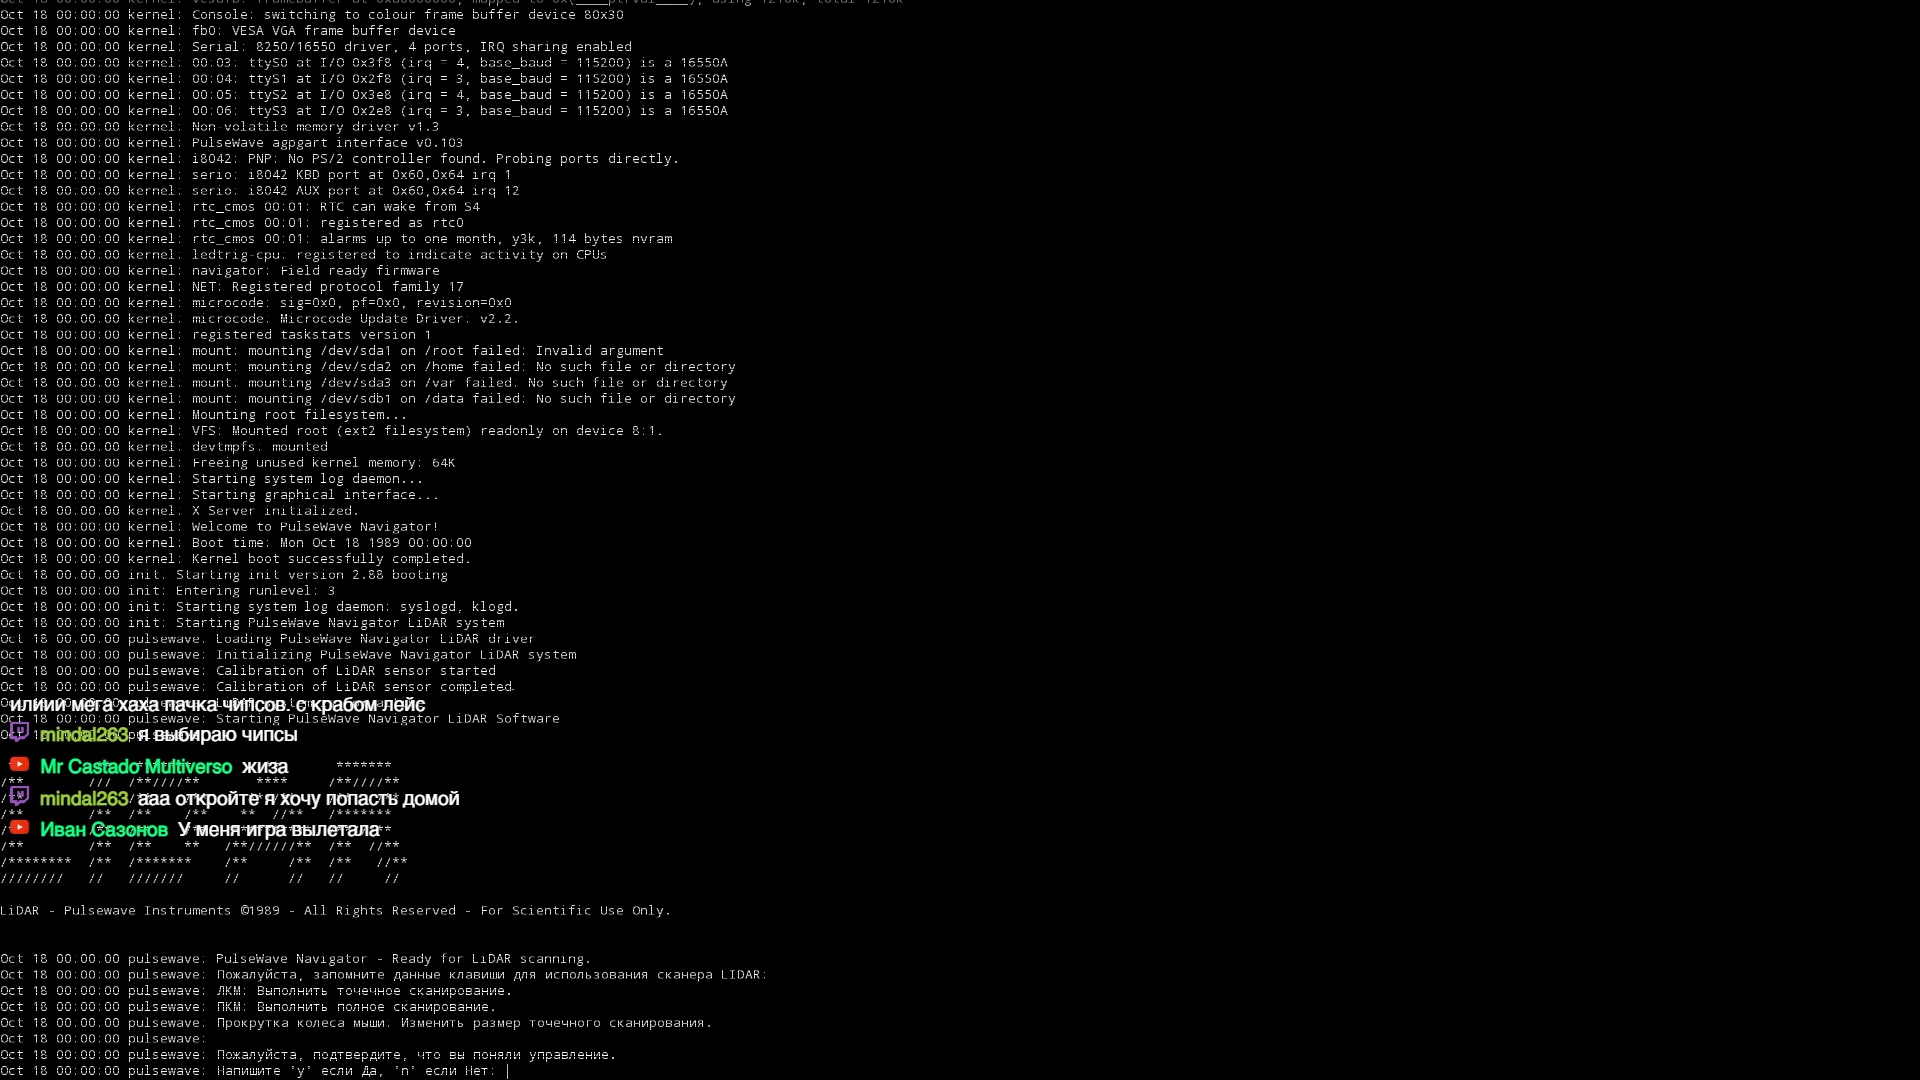 Oct 18 00:00:00 kernel: Console: switching to colour frame buffer device 80x30
Oct 18 00:00:00 kernel: fb0: VESA VGA frame buffer device
Oct 18 00:00:00 kernel: Serial: 8250/16550 driver, 4 ports, IRQ sharing enabled
Oct 18 00:00:00 kernel: 00:03: ttyS0 at I/O 0x3f8 (irq = 4, base_baud = 115200) is a 16550A
Oct 18 00:00:00 kernel: 00:04: ttyS1 at I/O 0x2f8 (irq = 3, base_baud = 115200) is a 16550A
Oct 18 00:00:00 kernel: 00:05: ttyS2 at I/O 0x3e8 (irq = 4, base_baud = 115200) is a 16550A
Oct 18 00:00:00 kernel: 00:06: ttyS3 at I/O 0x2e8 (irq = 3, base_baud = 115200) is a 16550A
Oct 18 00:00:00 kernel: Non-volatile memory driver v1.3
Oct 18 00:00:00 kernel: PulseWave agpgart interface v0.103
Oct 18 00:00:00 kernel: i8042: PNP: No PS/2 controller found. Probing ports directly.
Oct 18 00:00:00 kernel: serio: i8042 KBD port at 0x60,0x64 irq 1
Oct 18 00:00:00 kernel: serio: i8042 AUX port at 0x60,0x64 irq 12
Oct 18 00:00:00 kernel: rtc_cmos 00:01: RTC can wake from S4
Oct 18 00:00:00 kernel: rtc_cmos 00:01: registered as rtc0
Oct 18 00:00:00 kernel: rtc_cmos 00:01: alarms up to one month, y3k, 114 bytes nvram
Oct 18 00:00:00 kernel: ledtrig-cpu: registered to indicate activity on CPUs
Oct 18 00:00:00 kernel: navigator: Field ready firmware
Oct 18 00:00:00 kernel: NET: Registered protocol family 17
Oct 18 00:00:00 kernel: microcode: sig=0x0, pf=0x0, revision=0x0
Oct 18 00:00:00 kernel: microcode: Microcode Update Driver: v2.2.
Oct 18 00:00:00 kernel: registered taskstats version 1
Oct 18 00:00:00 kernel: mount: mounting /dev/sda1 on /root failed: Invalid argument
Oct 18 00:00:00 kernel: mount: mounting /dev/sda2 on /home failed: No such file or directory
Oct 18 00:00:00 kernel: mount: mounting /dev/sda3 on /var failed: No such file or directory
Oct 18 00:00:00 kernel: mount: mounting /dev/sdb1 on /data failed: No such file or directory
Oct 18 00:00:00 kernel: Mounting root filesystem...
Oct 18 00:00:00 kernel: VFS: Mounted root (ext2 filesystem) readonly on device 8:1.
Oct 18 00:00:00 kernel: devtmpfs: mounted
Oct 18 00:00:00 kernel: Freeing unused kernel memory: 64K
Oct 18 00:00:00 kernel: Starting system log daemon...
Oct 18 00:00:00 kernel: Starting graphical interface...
Oct 18 00:00:00 kernel: X Server initialized.
Oct 18 00:00:00 kernel: Welcome to PulseWave Navigator!
Oct 18 00:00:00 kernel: Boot time: Mon Oct 18 1989 00:00:00
Oct 18 00:00:00 kernel: Kernel boot successfully completed.
Oct 18 00:00:00 init: Starting init version 2.88 booting
Oct 18 00:00:00 init: Entering runlevel: 3
Oct 18 00:00:00 init: Starting system log daemon: syslogd, klogd.
Oct 18 00:00:00 init: Starting PulseWave Navigator LiDAR system
Oct 18 00:00:00 pulsewave: Loading PulseWave Navigator LiDAR driver
Oct 18 00:00:00 pulsewave: Initializing PulseWave Navigator LiDAR system
Oct 18 00:00:00 pulsewave: Calibration of LiDAR sensor started
Oct 18 00:00:00 pulsewave: Calibration of LiDAR sensor completed.
илиии мега хаха пачка чипсов. с крабом лейс
Oct 18 00:00:00 pulsewave: Starting PulseWave Navigator LiDAR Software
mindal263 я выбираю чипсы
Mr Castado Multiverso жиза
mindal263 ааа откройте я хочу попасть домой
Иван Сазонов У меня игра вылетала
LiDAR - Pulsewave Instruments ©1989 - All Rights Reserved - For Scientific Use Only.
Oct 18 00:00:00 pulsewave: PulseWave Navigator - Ready for LiDAR scanning.
Oct 18 00:00:00 pulsewave: Пожалуйста, запомните данные клавиши для использования сканера LIDAR:
Oct 18 00:00:00 pulsewave: ЛКМ: Выполнить точечное сканирование.
Oct 18 00:00:00 pulsewave: ПКМ: Выполнить полное сканирование.
Oct 18 00:00:00 pulsewave: Прокрутка колеса мыши: Изменить размер точечного сканирования.
Oct 18 00:00:00 pulsewave:
Oct 18 00:00:00 pulsewave: Пожалуйста, подтвердите, что вы поняли управление.
Oct 18 00:00:00 pulsewave: Напишите 'y' если Да, 'n' если Нет: